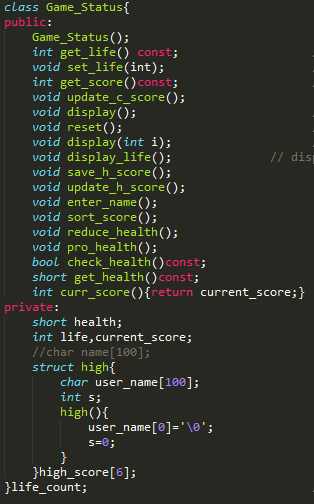 class Game_Status{
public:
    Game_Status();
    int get_life() const;
    void set_life(int);
    int get_score()const;
    void update_c_score();
    void display();
    void reset();
    void display(int i);
    void display_life();              //
    void save_h_score();
    void update_h_score();
    void enter_name();
    void sort_score();
    void reduce_health();
    void pro_health();
    bool check_health()const;
    short get_health()const;
    int curr_score(){return current_score;}
private:
    short health;
    int life,current_score;
    //char name[100];
    struct high{
        char user_name[100];
        int s;
        high(){
            user_name[0]='\0';
            s=0;
        }
    }high_score[6];
}life_count;